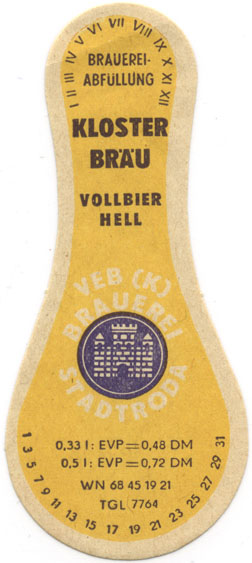 I II III IV V VI VII VIII IX X XI XII
BRAUEREI-
ABFÜLLUNG
KLOSTER
BRÄU
VOLLBIER
HELL
VEB (K)
BRAUEREI
STADTRODA
0,33 l: EVP = 0,48 DM
0,5 l: EVP = 0,72 DM
WN 68 45 19 21
TGL 7764
1 3 5 7 9 11 13 15 17 19 21 23 25 27 29 31